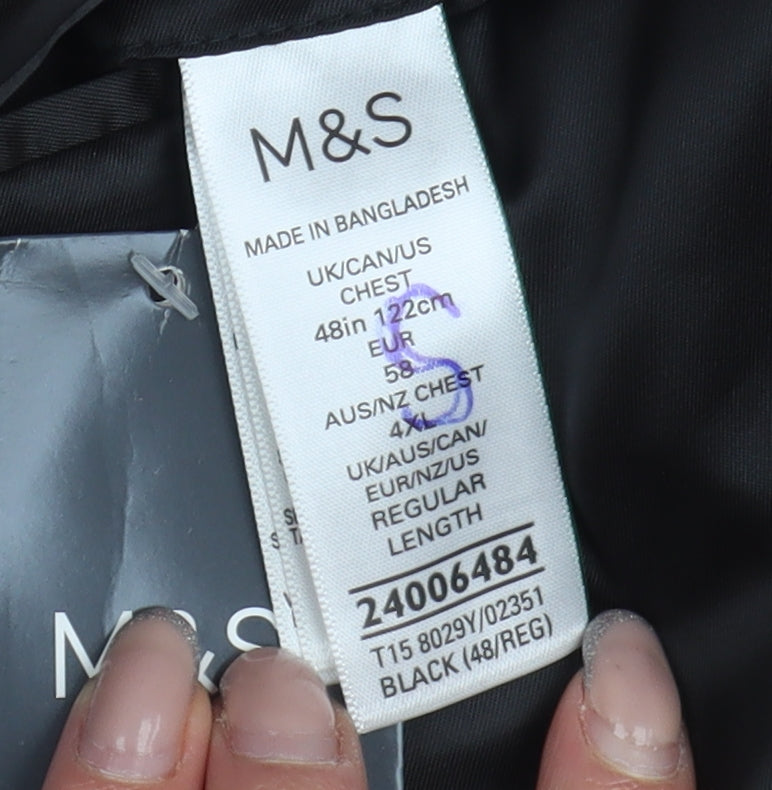 M&S
MADE IN BANGLADESH
UK/CAN/US
CHEST
48in 122cm
EUR
58
AUS/NZ CHEST
4XL
UK/AUS/CAN/
EUR/NZ/US
REGULAR
LENGTH
24006484
T15 8029Y/02351
BLACK (48/REG)
S
M&S